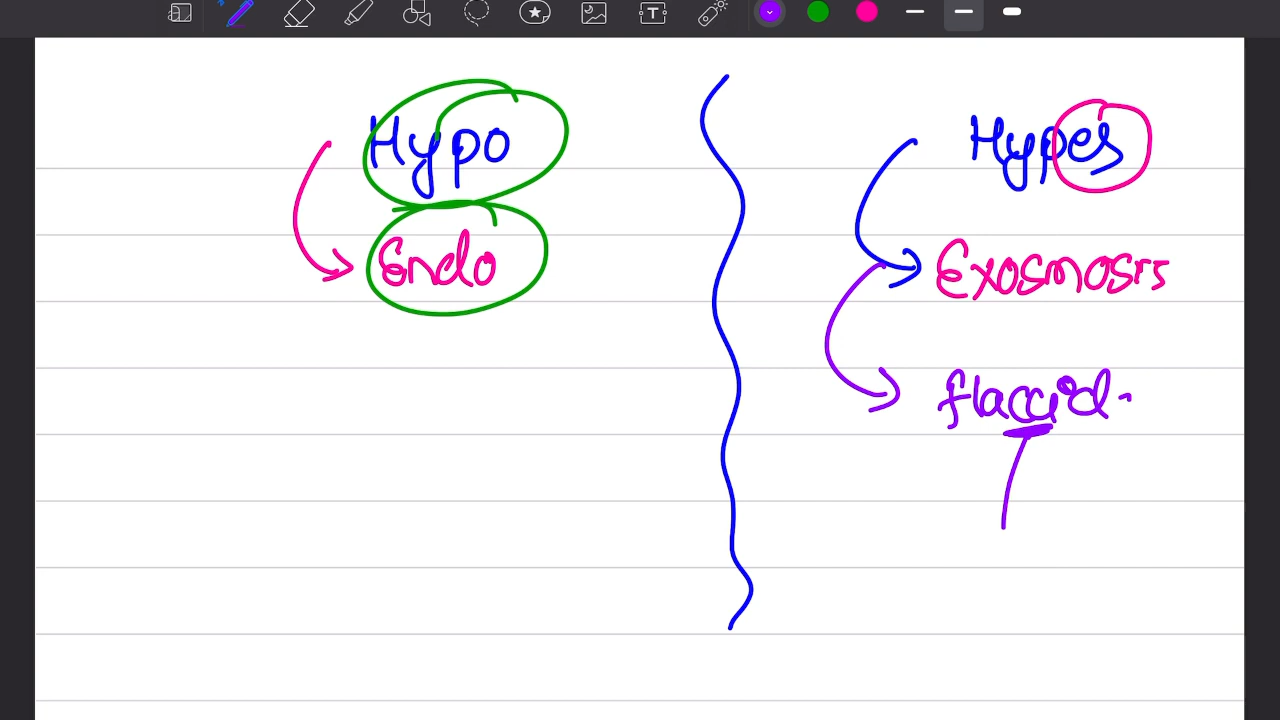 Hypo
Endo
Hyper
Exosmosis
flaccid.